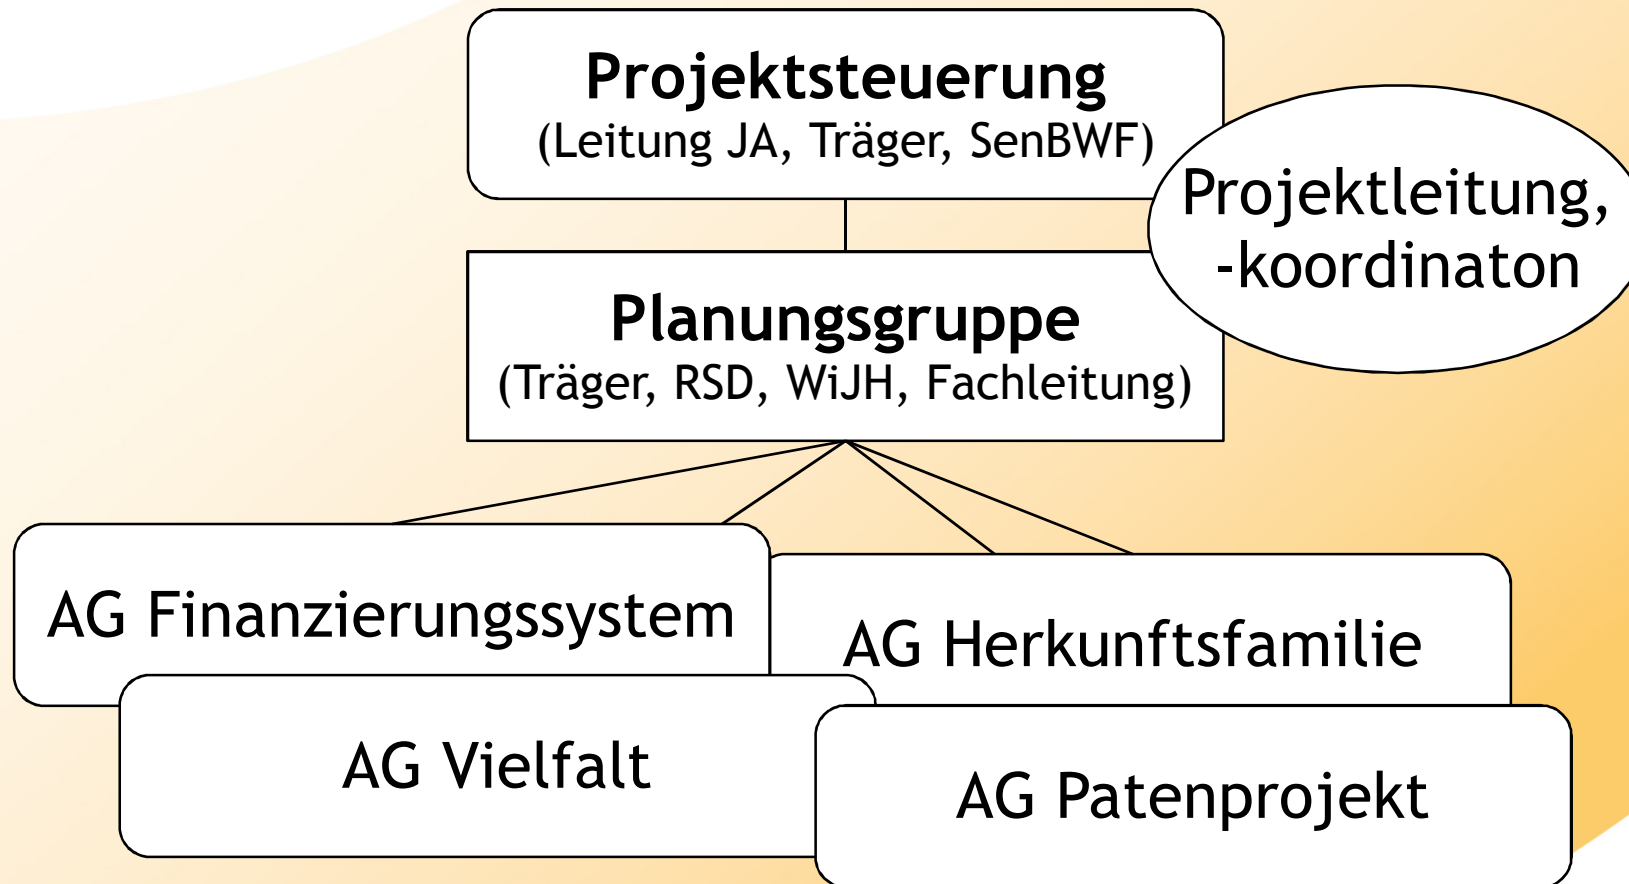 Projektsteuerung
(Leitung JA, Träger, SenBWF)
Projektleitung,
-koordinaton
Planungsgruppe
(Träger, RSD, WiJH, Fachleitung)
AG Finanzierungssystem
AG Herkunftsfamilie
AG Vielfalt
AG Patenprojekt